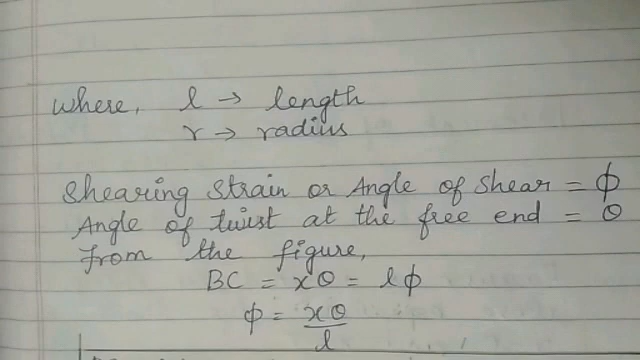 where, l → length
r → radius
Shearing Strain or Angle of Shear = ϕ
Angle of twist at the free end = θ
from the figure,
BC = xθ = lϕ
ϕ = xθ
l